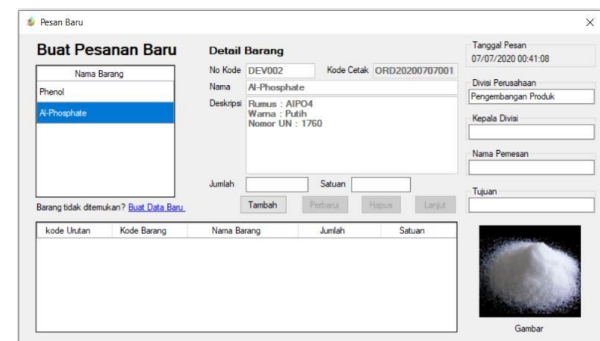 Pesan Baru
Buat Pesanan Baru
Nama Barang
Phenol
Al-Phosphate
Barang tidak ditemukan? Buat Data Baru
Detail Barang
No Kode DEV002 Kode Cetak ORD20200707001
Nama Al-Phosphate
Deskripsi Rumus : AlPO4
Warna : Putih
Nomor UN : 1760
Jumlah Satuan
Tambah Perbarui Hapus Lanjut
Tanggal Pesan
07/07/2020 00:41:08
Divisi Perusahaan
Pengembangan Produk
Kepala Divisi
Nama Pemesan
Tujuan
kode Urutan Kode Barang Nama Barang Jumlah Satuan
Gambar